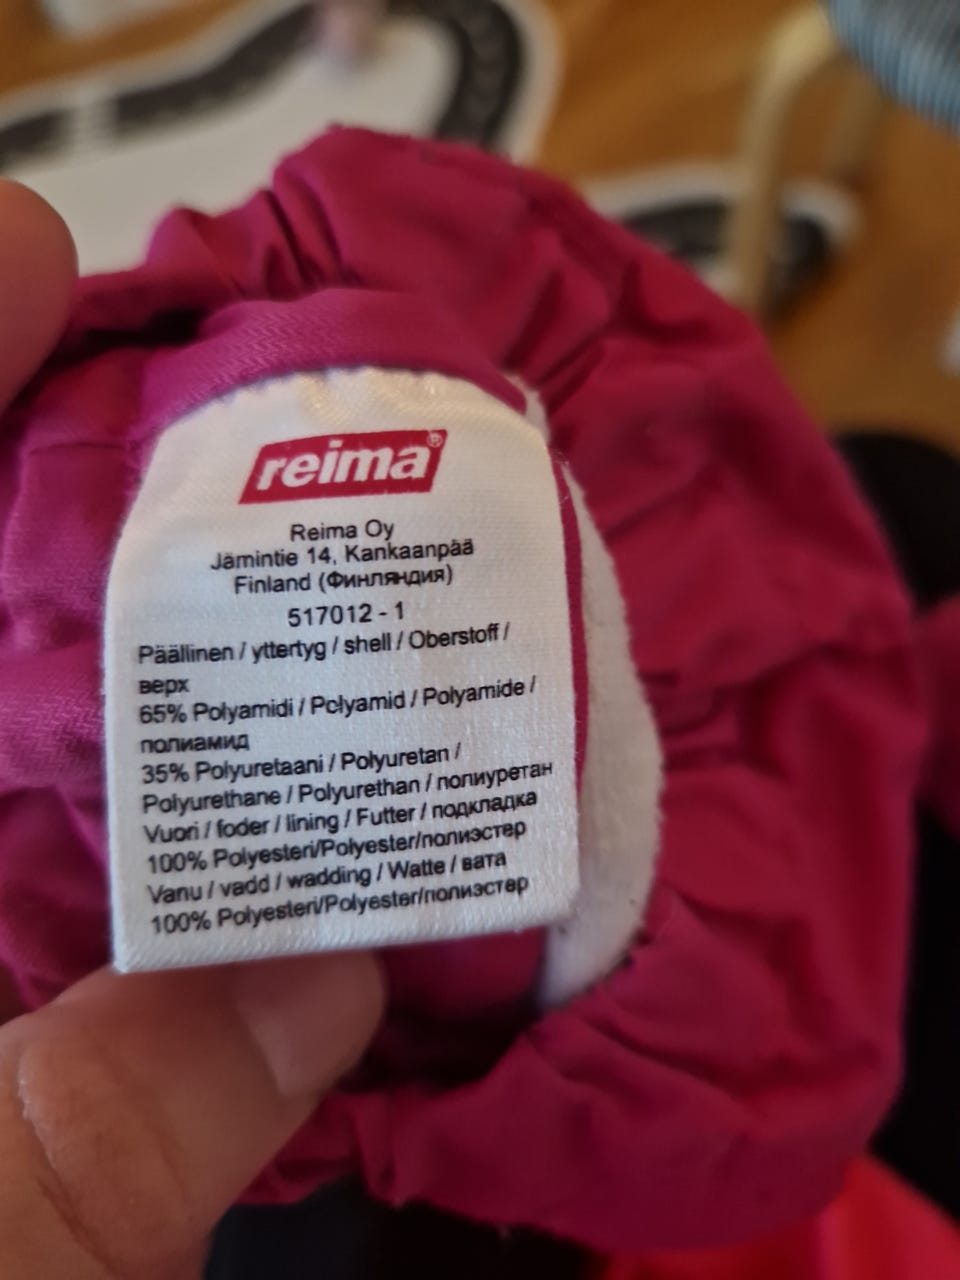 reima®
Reima Oy
Jämintie 14, Kankaanpää
Finland (Финляндия)
517012 - 1
Päällinen / yttertyg / shell / Oberstoff /
верх
65% Polyamidi / Polyamid / Polyamide /
полиамид
35% Polyuretaani / Polyuretan /
Polyurethane / Polyurethan / полиуретан
Vuori / foder / lining / Futter / подкладка
100% Polyesteri/Polyester/полиэстер
Vanu / vadd / wadding / Watte / вата
100% Polyesteri/Polyester/полиэстер